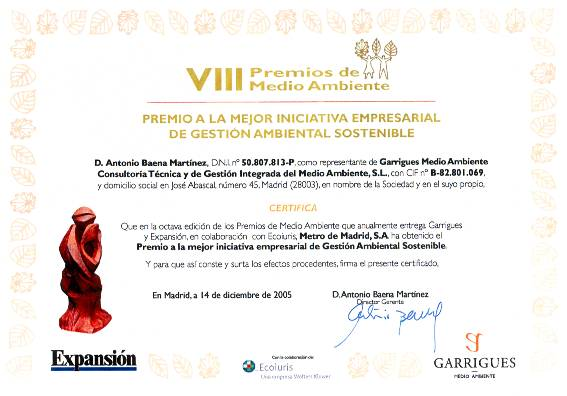 VIII Premios de
Medio Ambiente
PREMIO A LA MEJOR INICIATIVA EMPRESARIAL
DE GESTIÓN AMBIENTAL SOSTENIBLE
D. Antonio Baena Martínez, D.N.I. nº 50.807.813-P, como representante de Garrigues Medio Ambiente
Consultoría Técnica y de Gestión Integrada del Medio Ambiente, S.L., con CIF nº B-82.801.069,
y domicilio social en José Abascal, número 45, Madrid (28003), en nombre de la Sociedad y en el suyo propio,
CERTIFICA
Que en la octava edición de los Premios de Medio Ambiente que anualmente entrega Garrigues
y Expansión, en colaboración con Ecoiuris, Metro de Madrid, S.A. ha obtenido el
Premio a la mejor iniciativa empresarial de Gestión Ambiental Sostenible.
Y para que así conste y surta los efectos procedentes, firma el presente certificado,
En Madrid, a 14 de diciembre de 2005
D. Antonio Baena Martínez
Director Gerente
Expansión
Con la colaboración de:
Ecoiuris
Una empresa Wolters Kluwer
GARRIGUES
MEDIO AMBIENTE